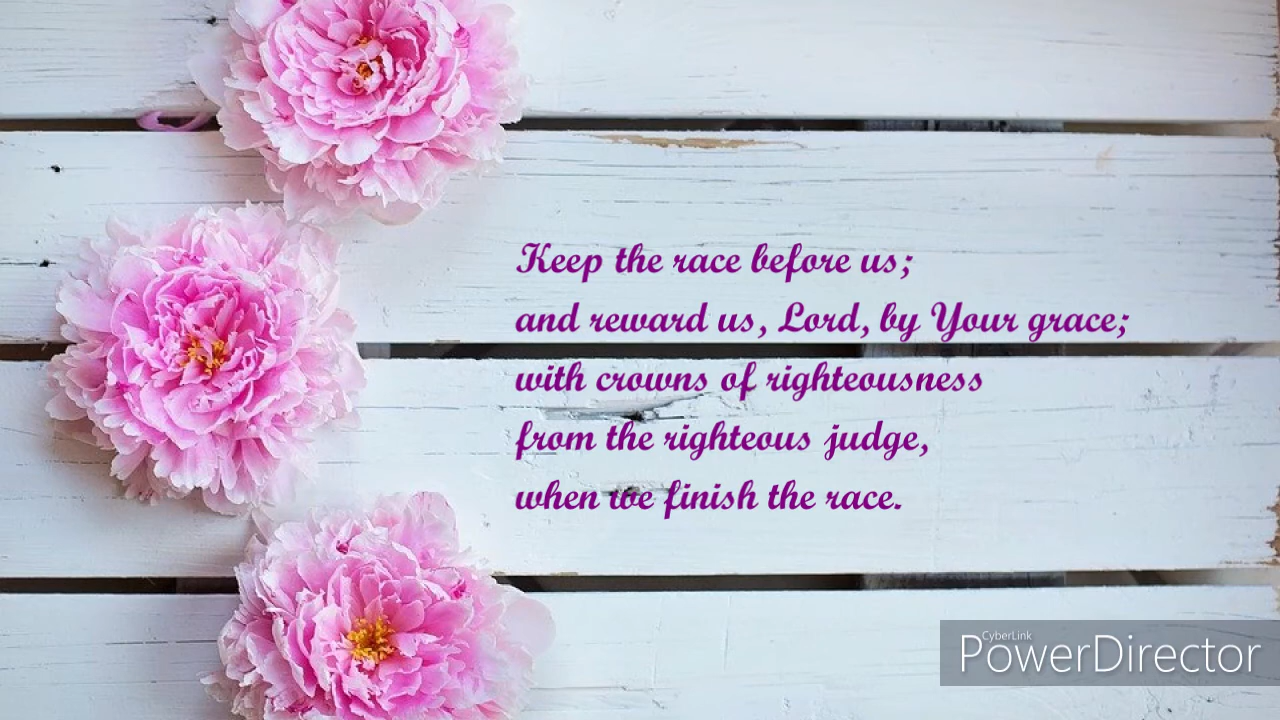 Keep the race before us;
and reward us, Lord, by Your grace;
with crowns of righteousness
from the righteous judge,
when we finish the race.
CyberLink
PowerDirector